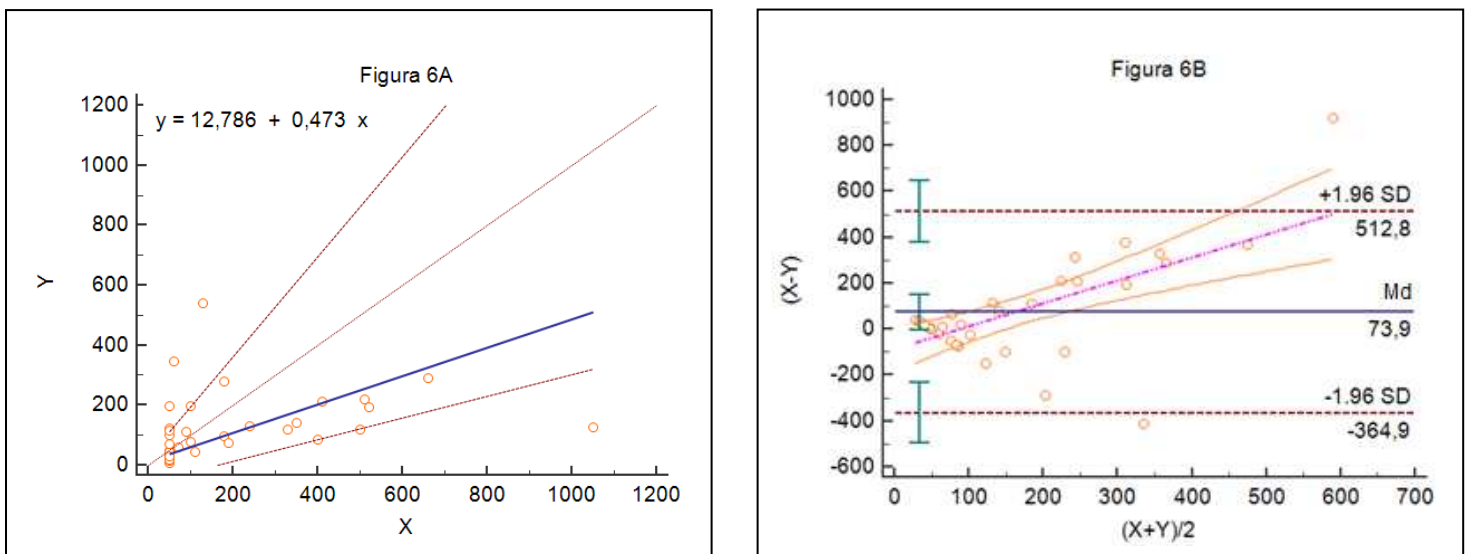 Figura 6A
y = 12,786 + 0,473 x
1200
1000
800
600
400
200
0
Y
0 200 400 600 800 1000 1200
X
Figura 6B
1000
800
600
400
200
0
-200
-400
-600
(X-Y)
+1.96 SD
512,8
Md
73,9
-1.96 SD
-364,9
0 100 200 300 400 500 600 700
(X+Y)/2